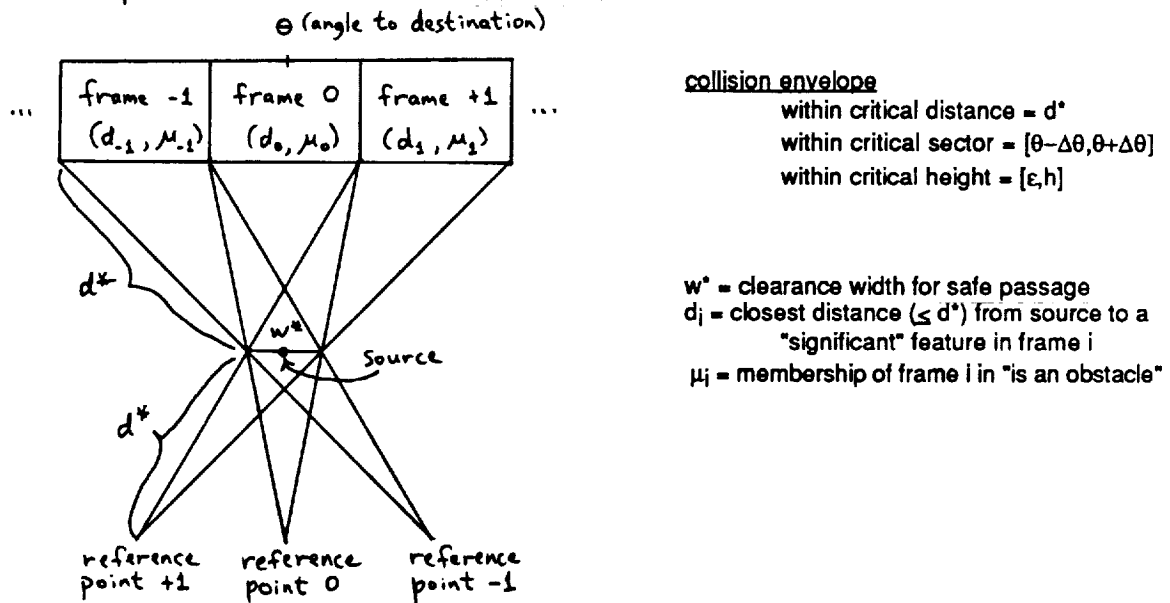 θ (angle to destination)
... frame -1 frame 0 frame +1 ...
(d₋₁, μ₋₁) (d₀, μ₀) (d₁, μ₁)
d*
w*
source
d*
reference reference reference
point +1 point 0 point -1
collision envelope
within critical distance = d*
within critical sector = [θ-Δθ,θ+Δθ]
within critical height = [ε,h]
w* = clearance width for safe passage
dᵢ = closest distance (≤ d*) from source to a
"significant" feature in frame i
μᵢ = membership of frame i in "is an obstacle"